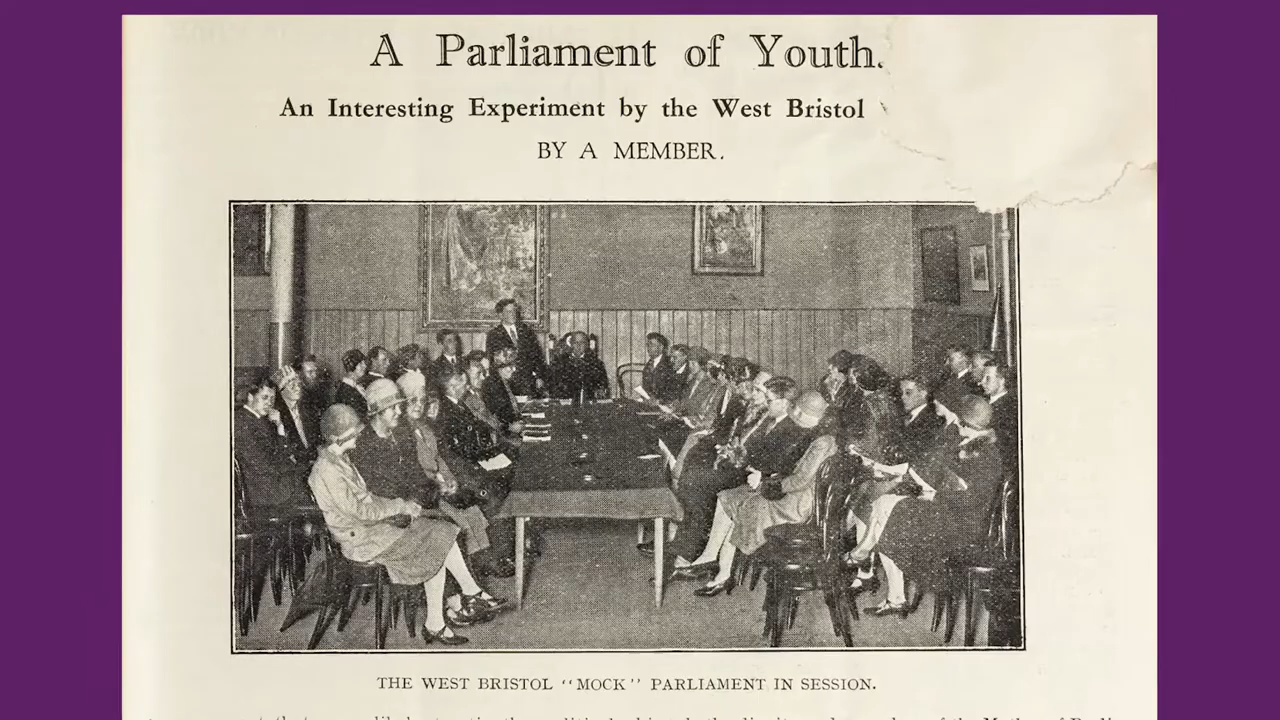 A Parliament of Youth.
An Interesting Experiment by the West Bristol
BY A MEMBER.
THE WEST BRISTOL “MOCK” PARLIAMENT IN SESSION.